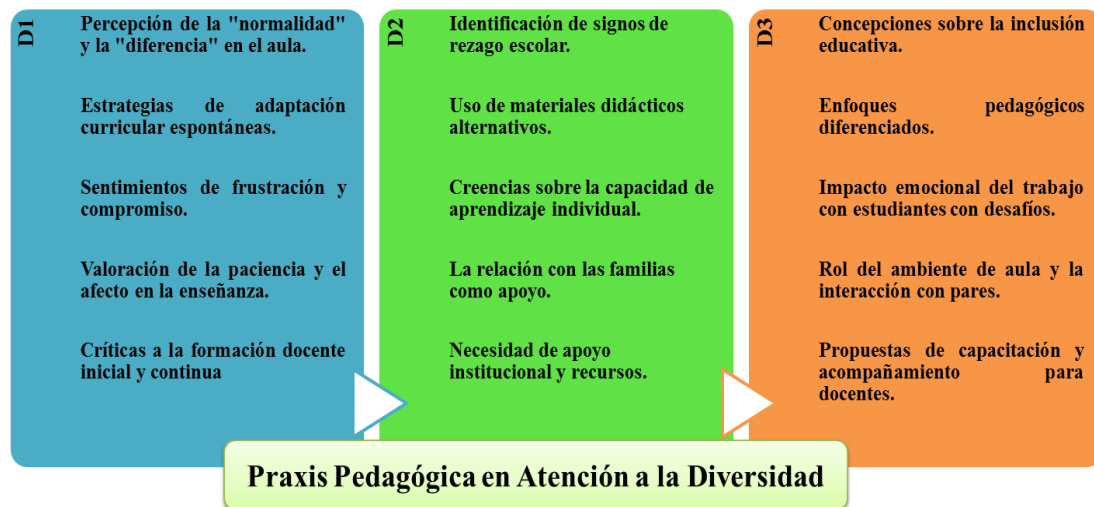 D1
Percepción de la "normalidad"
y la "diferencia" en el aula.
Estrategias de adaptación
curricular espontáneas.
Sentimientos de frustración y
compromiso.
Valoración de la paciencia y el
afecto en la enseñanza.
Críticas a la formación docente
inicial y continua
D2
Identificación de signos de
rezago escolar.
Uso de materiales didácticos
alternativos.
Creencias sobre la capacidad de
aprendizaje individual.
La relación con las familias
como apoyo.
Necesidad de apoyo
institucional y recursos.
D3
Concepciones sobre la inclusión
educativa.
Enfoques pedagógicos
diferenciados.
Impacto emocional del trabajo
con estudiantes con desafíos.
Rol del ambiente de aula y la
interacción con pares.
Propuestas de capacitación y
acompañamiento para
docentes.
Praxis Pedagógica en Atención a la Diversidad